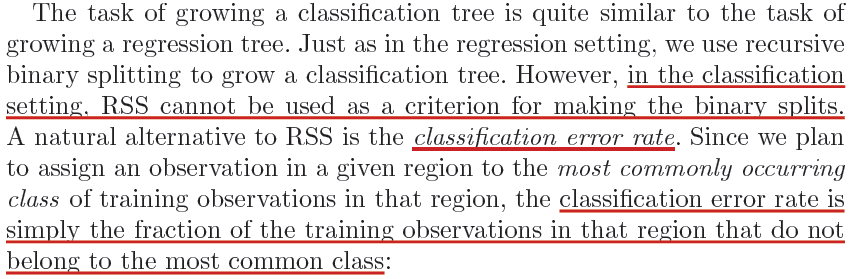 The task of growing a classification tree is quite similar to the task of
growing a regression tree. Just as in the regression setting, we use recursive
binary splitting to grow a classification tree. However, in the classification
setting, RSS cannot be used as a criterion for making the binary splits.
A natural alternative to RSS is the classification error rate. Since we plan
to assign an observation in a given region to the most commonly occurring
class of training observations in that region, the classification error rate is
simply the fraction of the training observations in that region that do not
belong to the most common class: